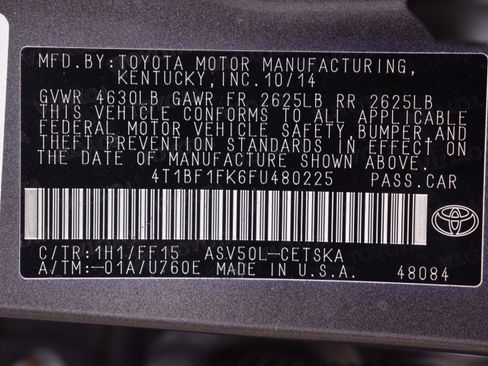 MFD.BY:TOYOTA MOTOR MANUFACTURING,
KENTUCKY,INC.10/14
GVWR 4630LB GAWR FR 2625LB RR 2625LB
THIS VEHICLE CONFORMS TO ALL APPLICABLE
FEDERAL MOTOR VEHICLE SAFETY,BUMPER,AND
THEFT PREVENTION STANDARDS IN EFFECT ON
THE DATE OF MANUFACTURE SHOWN ABOVE.
4T1BF1FK6FU480225 PASS.CAR
C/TR:1H1/FF15 ASV50L-CETSKA
A/TM:-01A/U760E MADE IN U.S.A. 48084